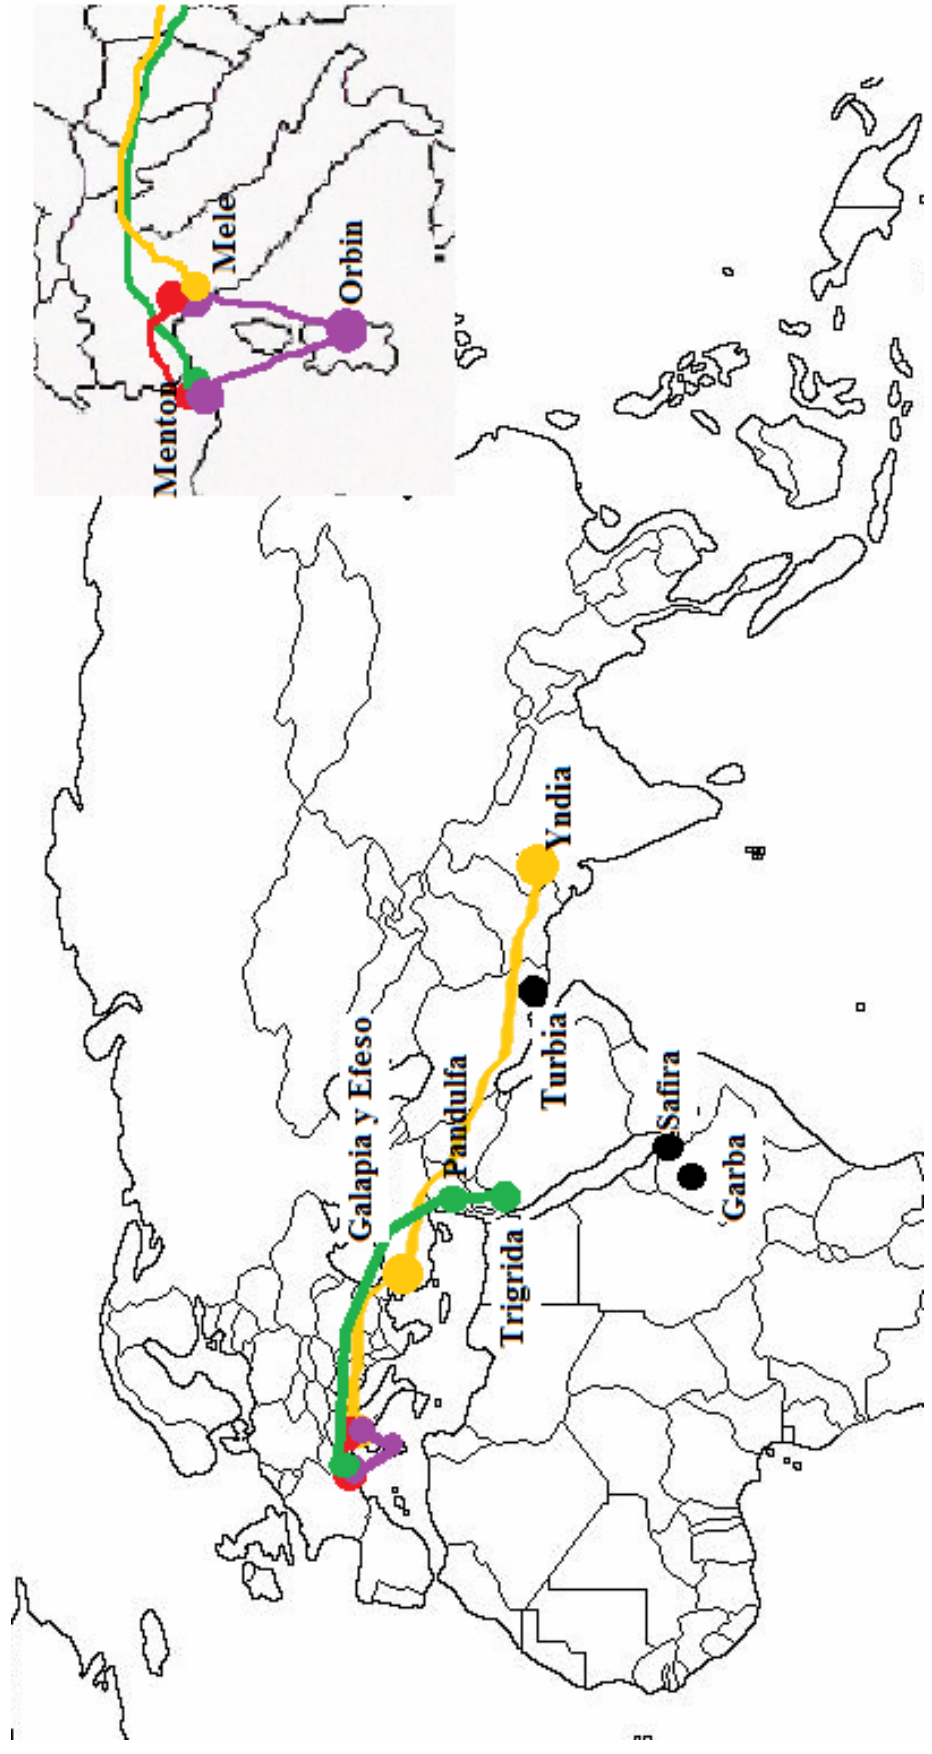 Menton
Mele
Orbin
Galapia y Efeso
Pandulfa
Trigrida
Turbia
Yndia
Safira
Garba